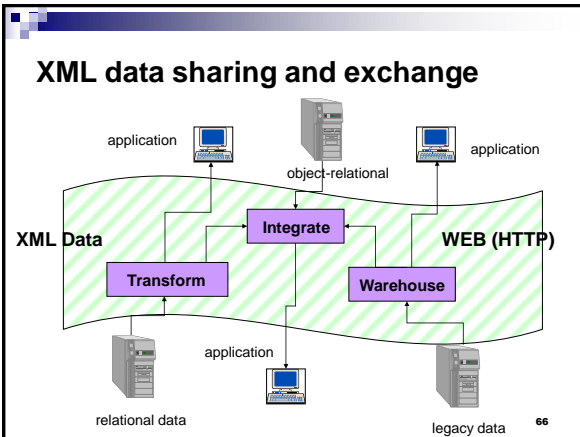 XML data sharing and exchange
application
object-relational
application
XML Data
Integrate
WEB (HTTP)
Transform
Warehouse
application
relational data
legacy data
66